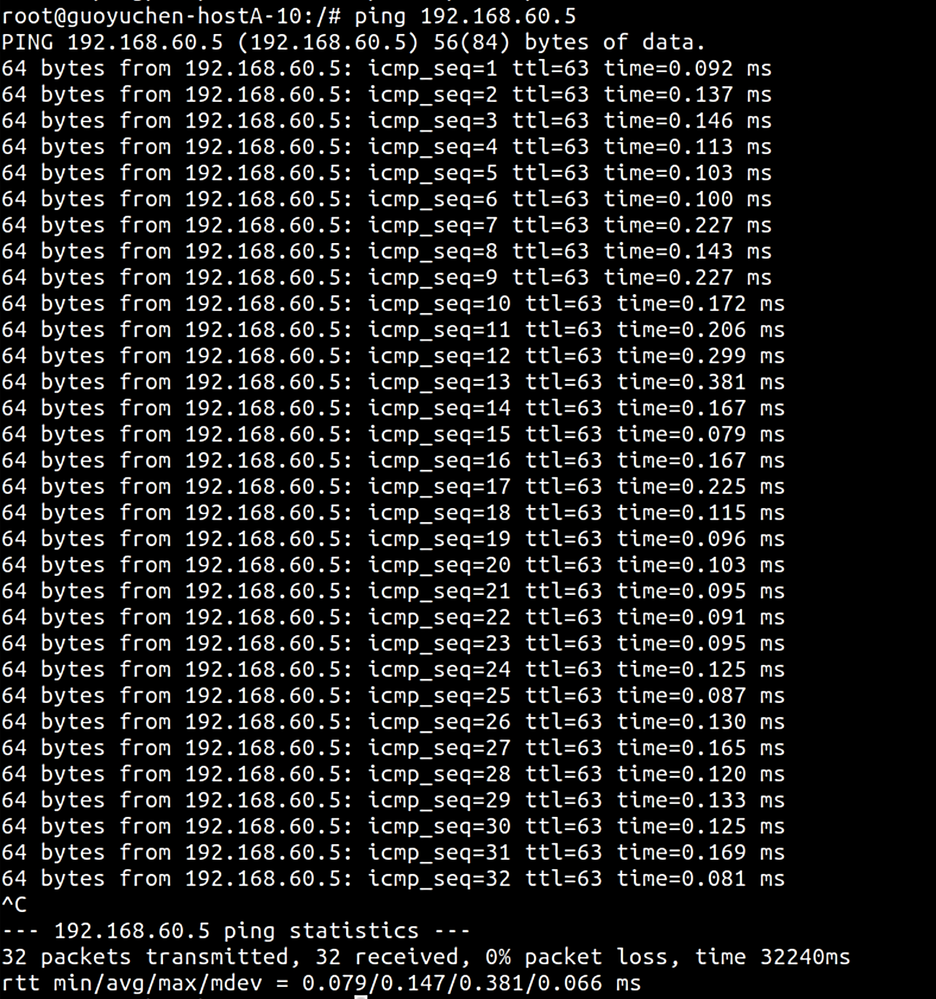 root@guoyuchen-hostA-10:/# ping 192.168.60.5
PING 192.168.60.5 (192.168.60.5) 56(84) bytes of data.
64 bytes from 192.168.60.5: icmp_seq=1 ttl=63 time=0.092 ms
64 bytes from 192.168.60.5: icmp_seq=2 ttl=63 time=0.137 ms
64 bytes from 192.168.60.5: icmp_seq=3 ttl=63 time=0.146 ms
64 bytes from 192.168.60.5: icmp_seq=4 ttl=63 time=0.113 ms
64 bytes from 192.168.60.5: icmp_seq=5 ttl=63 time=0.103 ms
64 bytes from 192.168.60.5: icmp_seq=6 ttl=63 time=0.100 ms
64 bytes from 192.168.60.5: icmp_seq=7 ttl=63 time=0.227 ms
64 bytes from 192.168.60.5: icmp_seq=8 ttl=63 time=0.143 ms
64 bytes from 192.168.60.5: icmp_seq=9 ttl=63 time=0.227 ms
64 bytes from 192.168.60.5: icmp_seq=10 ttl=63 time=0.172 ms
64 bytes from 192.168.60.5: icmp_seq=11 ttl=63 time=0.206 ms
64 bytes from 192.168.60.5: icmp_seq=12 ttl=63 time=0.299 ms
64 bytes from 192.168.60.5: icmp_seq=13 ttl=63 time=0.381 ms
64 bytes from 192.168.60.5: icmp_seq=14 ttl=63 time=0.167 ms
64 bytes from 192.168.60.5: icmp_seq=15 ttl=63 time=0.079 ms
64 bytes from 192.168.60.5: icmp_seq=16 ttl=63 time=0.167 ms
64 bytes from 192.168.60.5: icmp_seq=17 ttl=63 time=0.225 ms
64 bytes from 192.168.60.5: icmp_seq=18 ttl=63 time=0.115 ms
64 bytes from 192.168.60.5: icmp_seq=19 ttl=63 time=0.096 ms
64 bytes from 192.168.60.5: icmp_seq=20 ttl=63 time=0.103 ms
64 bytes from 192.168.60.5: icmp_seq=21 ttl=63 time=0.095 ms
64 bytes from 192.168.60.5: icmp_seq=22 ttl=63 time=0.091 ms
64 bytes from 192.168.60.5: icmp_seq=23 ttl=63 time=0.095 ms
64 bytes from 192.168.60.5: icmp_seq=24 ttl=63 time=0.125 ms
64 bytes from 192.168.60.5: icmp_seq=25 ttl=63 time=0.087 ms
64 bytes from 192.168.60.5: icmp_seq=26 ttl=63 time=0.130 ms
64 bytes from 192.168.60.5: icmp_seq=27 ttl=63 time=0.165 ms
64 bytes from 192.168.60.5: icmp_seq=28 ttl=63 time=0.120 ms
64 bytes from 192.168.60.5: icmp_seq=29 ttl=63 time=0.133 ms
64 bytes from 192.168.60.5: icmp_seq=30 ttl=63 time=0.125 ms
64 bytes from 192.168.60.5: icmp_seq=31 ttl=63 time=0.169 ms
64 bytes from 192.168.60.5: icmp_seq=32 ttl=63 time=0.081 ms
^C
--- 192.168.60.5 ping statistics ---
32 packets transmitted, 32 received, 0% packet loss, time 32240ms
rtt min/avg/max/mdev = 0.079/0.147/0.381/0.066 ms